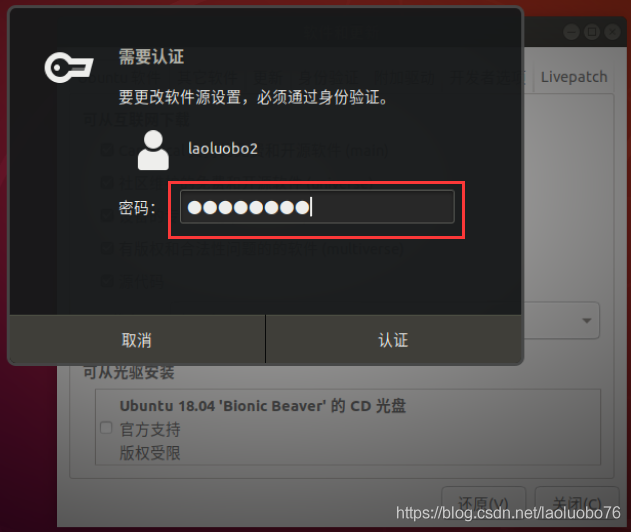 需要认证
Livepatch
要更改软件源设置，必须通过身份验证。
laoluobo2
密码：
取消
认证
可从光驱安装
Ubuntu 18.04 'Bionic Beaver' 的 CD 光盘
官方支持
版权受限
还原(V)
关闭(C)
https://blog.csdn.net/laoluobo76